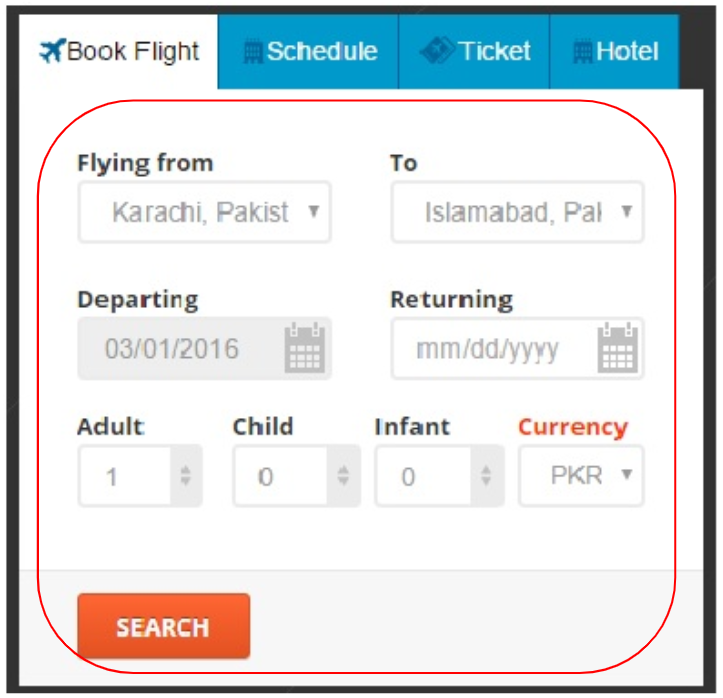 Book Flight Schedule Ticket Hotel
Flying from To
Karachi, Pakist Islamabad, Pal
Departing Returning
03/01/2016 mm/dd/yyyy
Adult Child Infant Currency
1 0 0 PKR
SEARCH